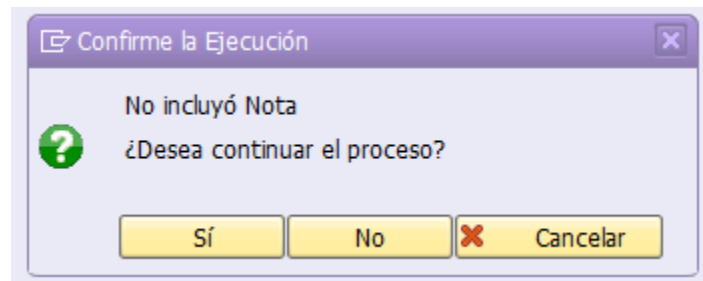 Confirme la Ejecución
No incluyó Nota
¿Desea continuar el proceso?
Sí No Cancelar